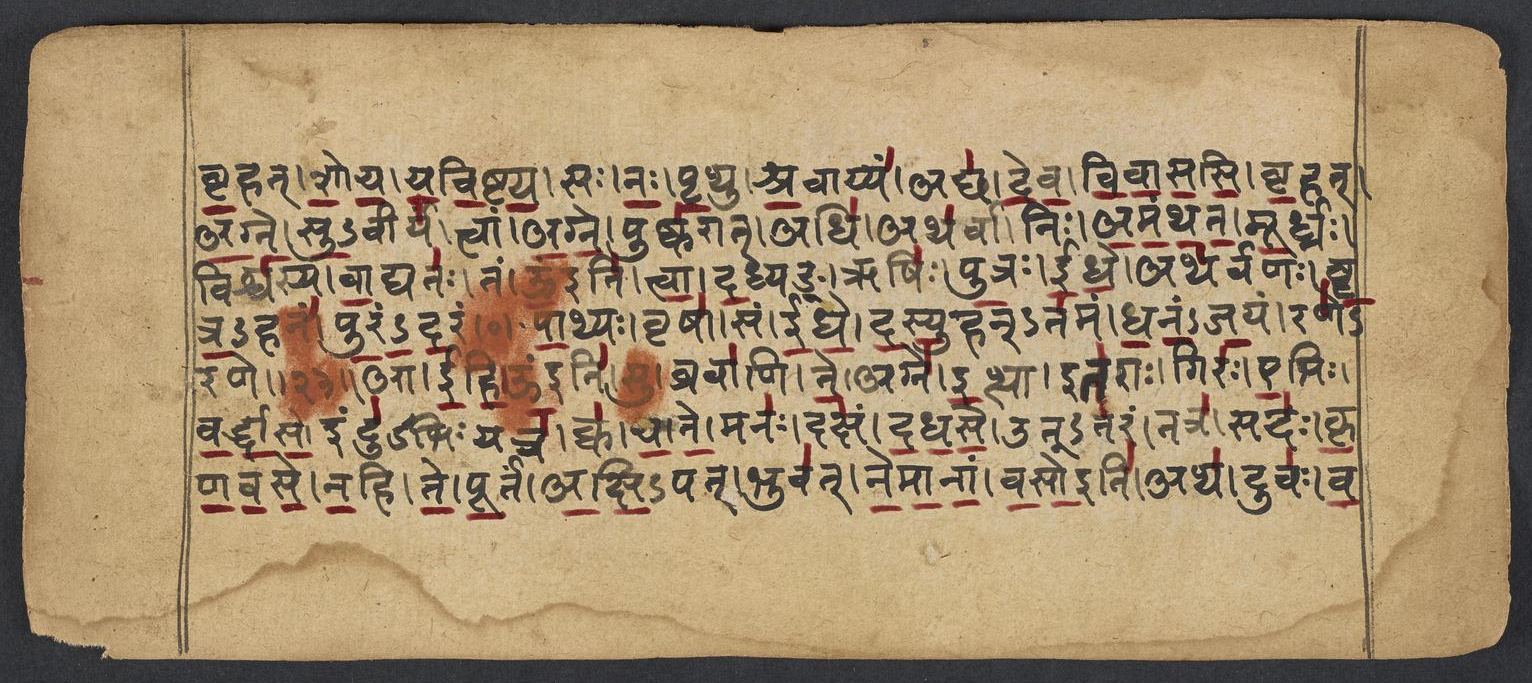 बृहत्। शोच। यविष्ठ्य। सः। नः। पृथु। श्रवाय्यं। अच्छ। देव। विवाससि। बृहत्।
अग्ने। सुऽवीर्यं। त्वां। अग्ने। पुष्करात्। अधि। अथर्वा। निः। अमंथत। मूर्ध्नः।
विश्वस्य। वाघतः। तं। ऊँ इति। त्वा। दध्यङ्। ऋषिः। पुत्रः। ईधे। अथर्वणः। वृ
त्रऽहनं। पुरंऽदरं। ०। पाथ्यः। वृषा। सं। ईधे। दस्युहन्ऽतमं। धनंऽजयं। रणेऽ
रणे॥ २३॥ आ। इहि। ऊँ इति। सु। ब्रवाणि। ते। अग्ने। इत्था। इतराः। गिरः। एभिः।
वर्द्धासे। इंदुऽभिः यत्र। क्व। च। ते। मनः। दक्षं। दधसे। उत्ऽतरं। तत्र। सदः। कृ
णवसे। नहि। ते। पूर्तं। अक्षिऽपत्। भुवत्। नेमानां। वसो इति। अथ। दुवः। व